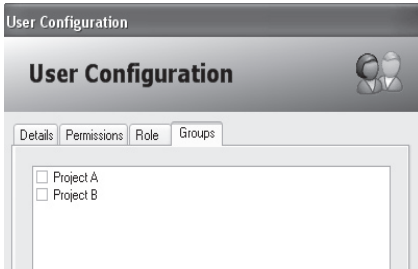 User Configuration
User Configuration
Details Permissions Role Groups
Project A
Project B